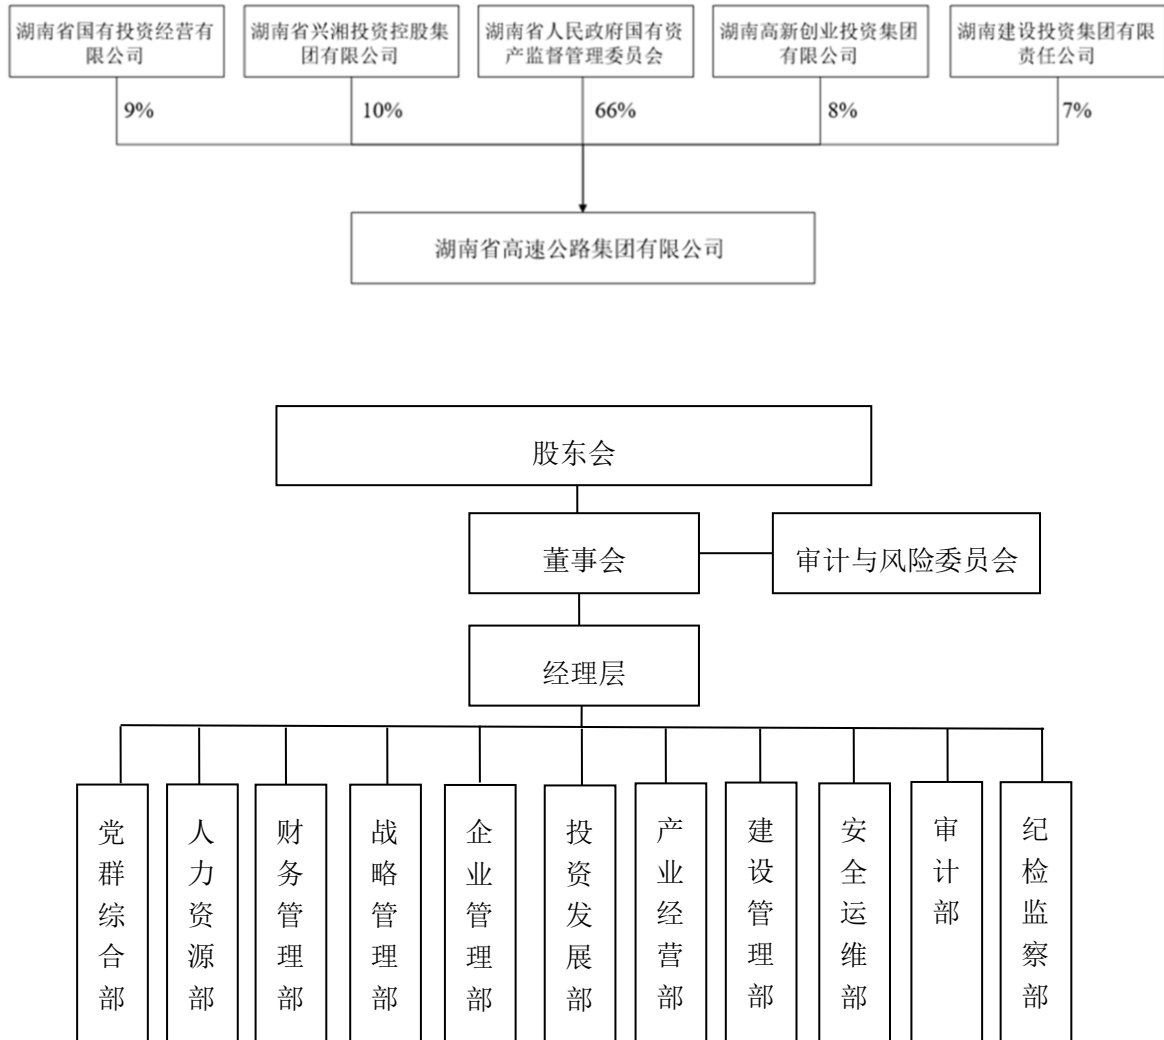 湖南省国有投资经营有
限公司
湖南省兴湘投资控股集
团有限公司
湖南省人民政府国有资
产监督管理委员会
湖南高新创业投资集团
有限公司
湖南建设投资集团有限
责任公司
9%
10%
66%
8%
7%
湖南省高速公路集团有限公司
股东会
董事会
审计与风险委员会
经理层
党群综合部
人力资源部
财务管理部
战略管理部
企业管理部
投资发展部
产业经营部
建设管理部
安全运维部
审计部
纪检监察部